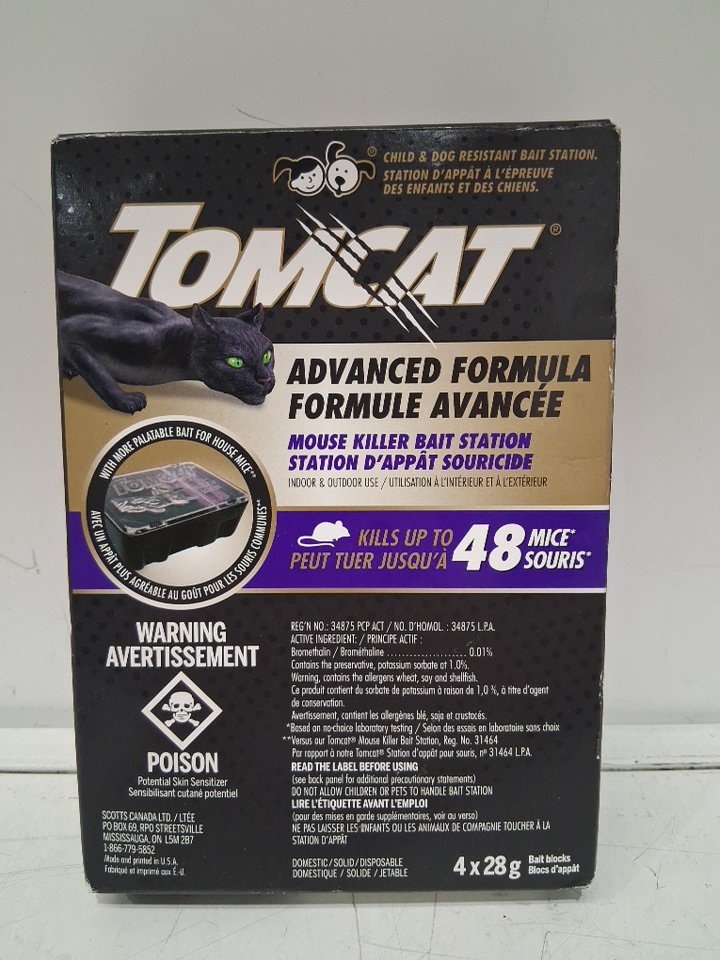 CHILD & DOG RESISTANT BAIT STATION.
STATION D'APPÂT À L'ÉPREUVE
DES ENFANTS ET DES CHIENS.
TOMCAT®
ADVANCED FORMULA
FORMULE AVANCÉE
MOUSE KILLER BAIT STATION
STATION D'APPÂT SOURICIDE
INDOOR & OUTDOOR USE / UTILISATION À L'INTÉRIEUR ET À L'EXTÉRIEUR
WITH MORE PALATABLE BAIT FOR HOUSE MICE**
TOMCAT
AVEC UN APPÂT PLUS AGRÉABLE AU GOÛT POUR LES SOURIS COMMUNES**
KILLS UP TO
PEUT TUER JUSQU'À
48
MICE*
SOURIS*
WARNING
AVERTISSEMENT
POISON
Potential Skin Sensitizer
Sensibilisant cutané potentiel
SCOTTS CANADA LTD. / LTÉE
PO BOX 69, RPO STREETSVILLE
MISSISSAUGA, ON L5M 2B7
1-866-779-5852
Made and printed in U.S.A.
Fabriqué et imprimé aux É.-U.
REG'N NO.: 34875 PCP ACT / NO. D'HOMOL. : 34875 L.P.A.
ACTIVE INGREDIENT: / PRINCIPE ACTIF :
Bromethalin / Brométhaline ..................... 0.01%
Contains the preservative, potassium sorbate at 1.0%.
Warning, contains the allergens wheat, soy and shellfish.
Ce produit contient du sorbate de potassium à raison de 1,0 %, à titre d'agent
de conservation.
Avertissement, contient les allergènes blé, soja et crustacés.
*Based on no-choice laboratory testing / Selon des essais en laboratoire sans choix
**Versus our Tomcat® Mouse Killer Bait Station, Reg. No. 31464
Par rapport à notre Tomcat® Station d'appât pour souris, nº 31464 L.P.A.
READ THE LABEL BEFORE USING
(see back panel for additional precautionary statements)
DO NOT ALLOW CHILDREN OR PETS TO HANDLE BAIT STATION
LIRE L'ÉTIQUETTE AVANT L'EMPLOI
(pour des mises en garde supplémentaires, voir au verso)
NE PAS LAISSER LES ENFANTS OU LES ANIMAUX DE COMPAGNIE TOUCHER À LA
STATION D'APPÂT
DOMESTIC / SOLID / DISPOSABLE
DOMESTIQUE / SOLIDE / JETABLE
4 x 28 g
Bait blocks
Blocs d'appât